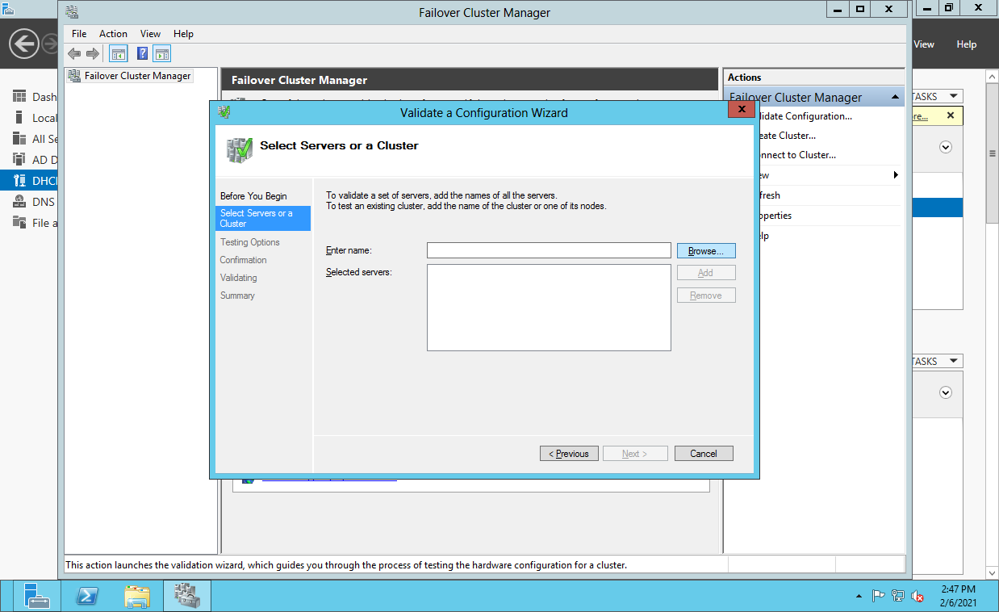 Failover Cluster Manager
File Action View Help
View Help
Failover Cluster Manager
Failover Cluster Manager
Actions
Failover Cluster Manager
Dash
Local
All Se
AD D
DHC
DNS
File a
TASKS
re...
Validate a Configuration Wizard
lidate Configuration...
eate Cluster...
nnect to Cluster...
ew
fresh
operties
elp
Select Servers or a Cluster
Before You Begin
Select Servers or a
Cluster
Testing Options
Confirmation
Validating
Summary
To validate a set of servers, add the names of all the servers.
To test an existing cluster, add the name of the cluster or one of its nodes.
Enter name:
Browse...
Selected servers:
Add
Remove
< Previous
Next >
Cancel
TASKS
This action launches the validation wizard, which guides you through the process of testing the hardware configuration for a cluster.
2:47 PM
2/6/2021